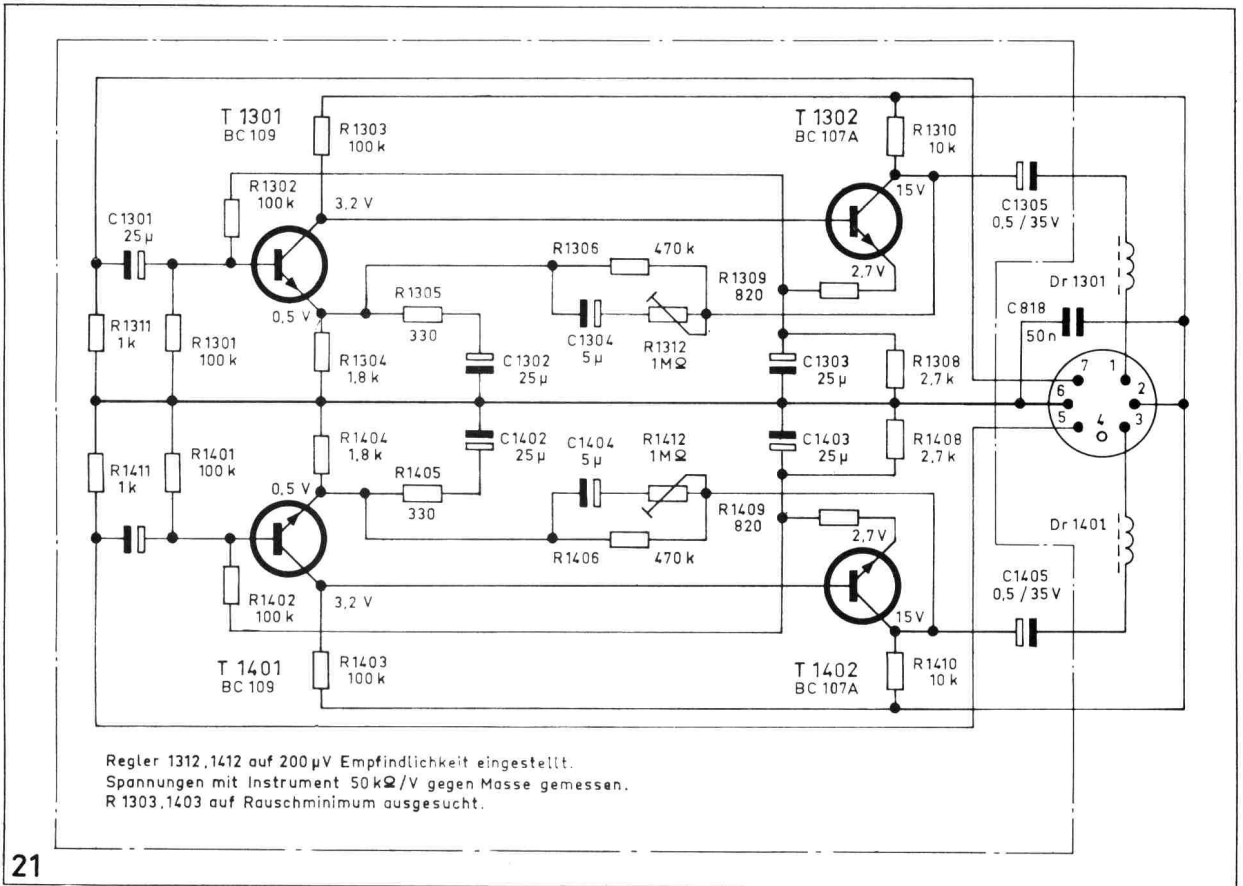 T 1301
BC 109
R 1303
100 k
T 1302
BC 107A
R 1310
10 k
R 1302
100 k
C 1301
25 µ
3,2 V
15 V
C 1305
0,5 / 35 V
R 1306
470 k
R 1309
820
2,7 V
Dr 1301
R 1305
330
0,5 V
C 1304
5 µ
R 1312
1 MΩ
C 818
50 n
R 1311
1 k
R 1301
100 k
R 1304
1,8 k
C 1302
25 µ
C 1303
25 µ
R 1308
2,7 k
7
1
6
2
5
4
3
R 1411
1 k
R 1401
100 k
R 1404
1,8 k
C 1402
25 µ
C 1404
5 µ
R 1412
1 MΩ
C 1403
25 µ
R 1408
2,7 k
0,5 V
R 1405
330
R 1409
820
2,7 V
Dr 1401
R 1406
470 k
R 1402
100 k
3,2 V
15 V
C 1405
0,5 / 35 V
T 1401
BC 109
R 1403
100 k
T 1402
BC 107A
R 1410
10 k
Regler 1312, 1412 auf 200 µV Empfindlichkeit eingestellt.
Spannungen mit Instrument 50 kΩ/V gegen Masse gemessen.
R 1303, 1403 auf Rauschminimum ausgesucht.
21